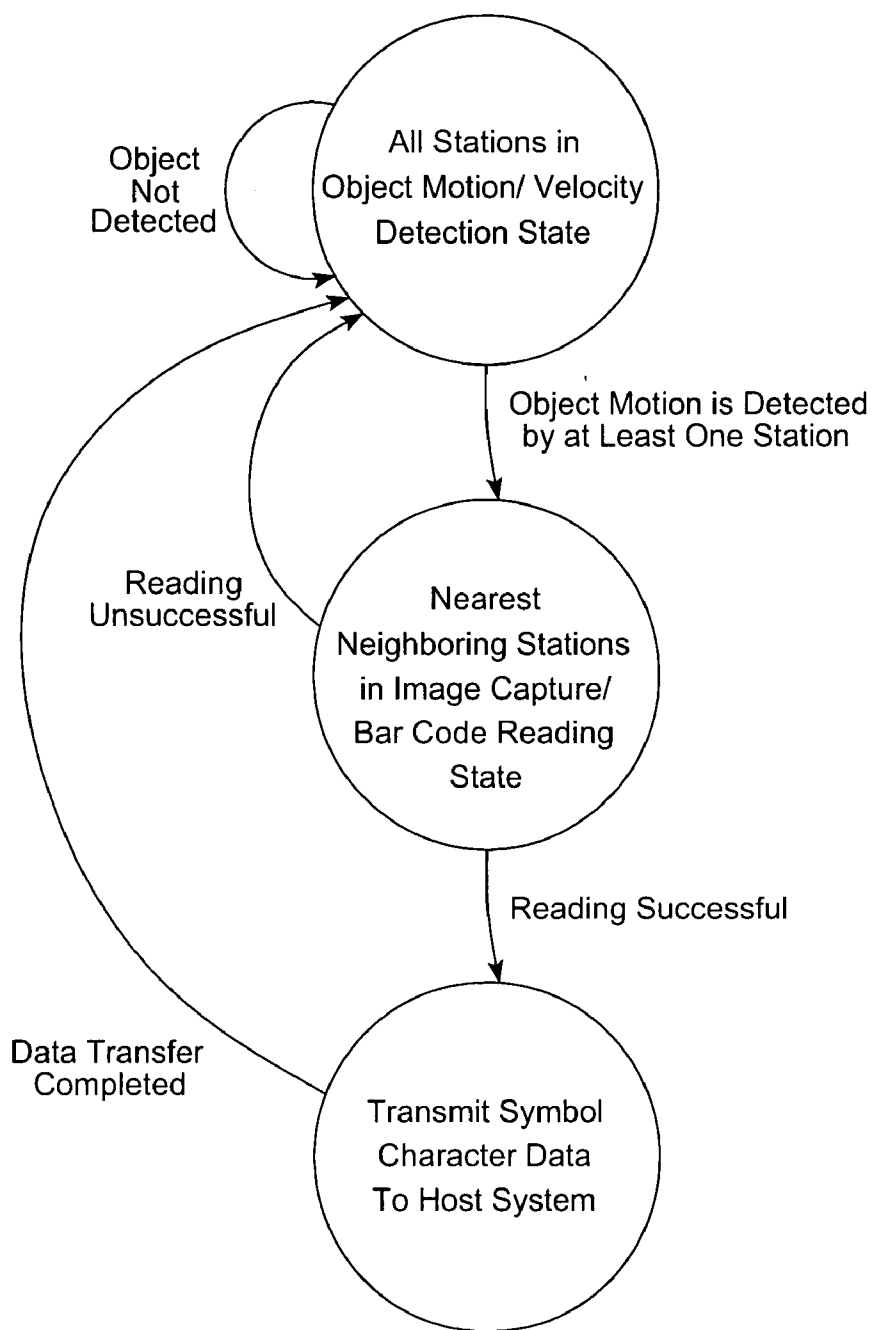 All Stations in
Object Motion/ Velocity
Detection State
Object
Not
Detected
Object Motion is Detected
by at Least One Station
Reading
Unsuccessful
Nearest
Neighboring Stations
in Image Capture/
Bar Code Reading
State
Reading Successful
Data Transfer
Completed
Transmit Symbol
Character Data
To Host System